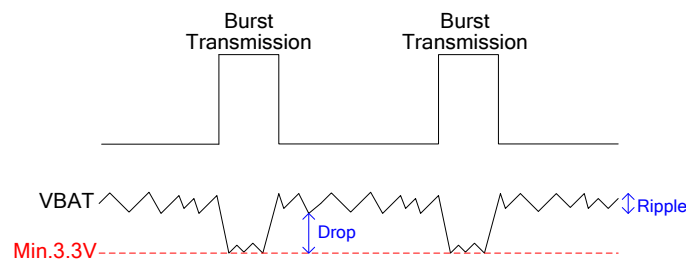 Burst
Transmission
Burst
Transmission
VBAT
Ripple
Drop
Min.3.3V